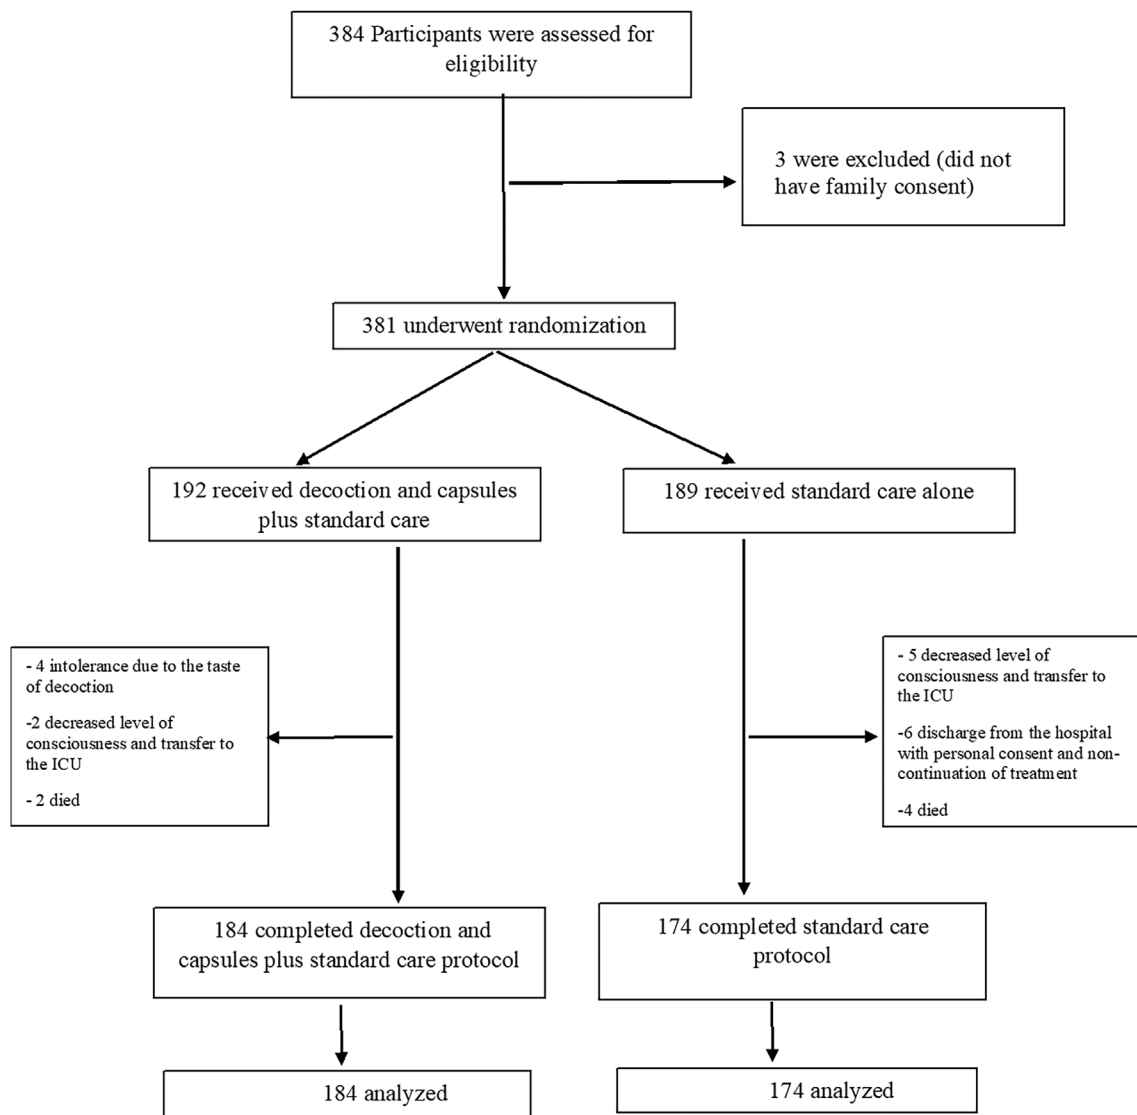 384 Participants were assessed for
eligibility
3 were excluded (did not
have family consent)
381 underwent randomization
192 received decoction and capsules
plus standard care
189 received standard care alone
- 4 intolerance due to the taste
of decoction
-2 decreased level of
consciousness and transfer to
the ICU
- 2 died
- 5 decreased level of
consciousness and transfer to
the ICU
-6 discharge from the hospital
with personal consent and non-
continuation of treatment
-4 died
184 completed decoction and
capsules plus standard care protocol
174 completed standard care
protocol
184 analyzed
174 analyzed